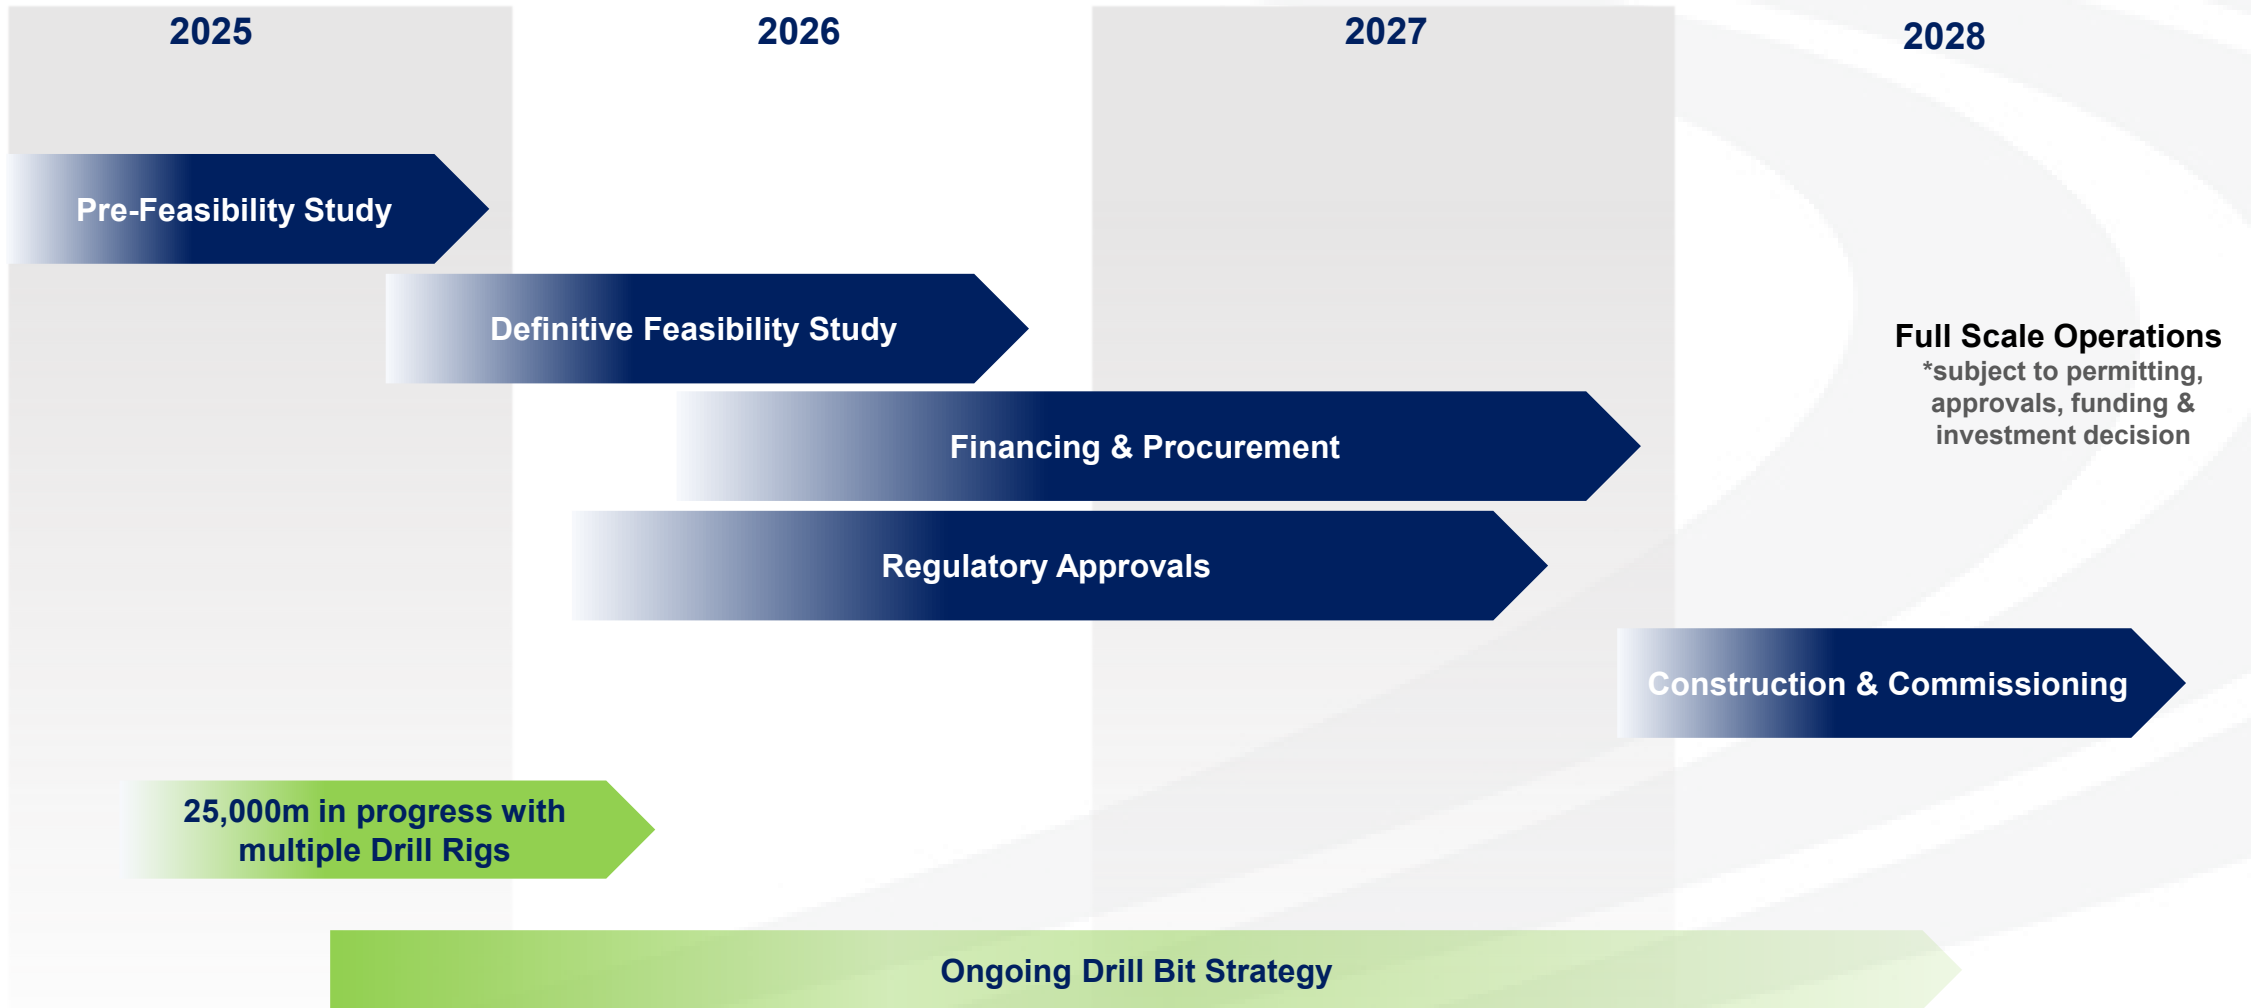 2025
2026
2027
2028
Pre-Feasibility Study
Definitive Feasibility Study
Full Scale Operations
*subject to permitting,
approvals, funding &
investment decision
Financing & Procurement
Regulatory Approvals
Construction & Commissioning
25,000m in progress with
multiple Drill Rigs
Ongoing Drill Bit Strategy